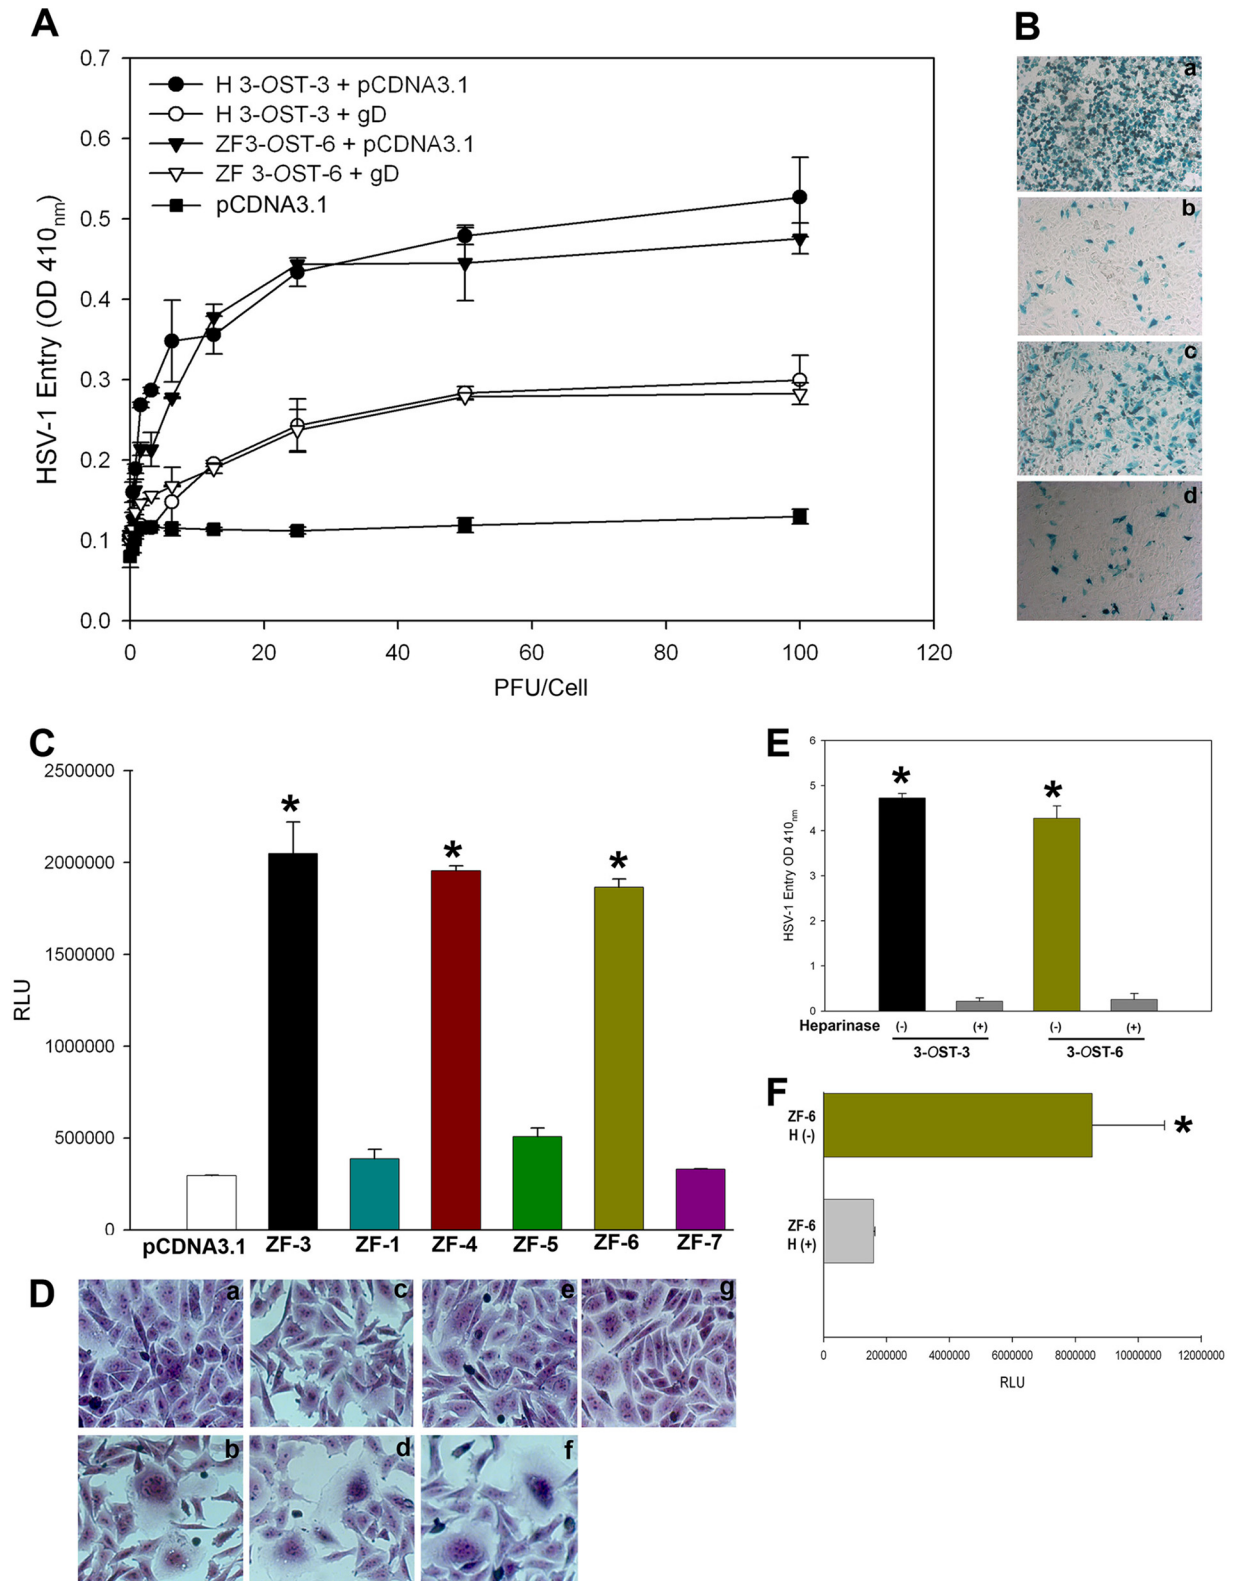 A
0.7
0.6
0.5
0.4
0.3
0.2
0.1
0.0
HSV-1 Entry (OD 410nm)
H 3-OST-3 + pCDNA3.1
H 3-OST-3 + gD
ZF3-OST-6 + pCDNA3.1
ZF 3-OST-6 + gD
pCDNA3.1
0 20 40 60 80 100 120
PFU/Cell
B
a
b
c
d
C
2500000
2000000
1500000
1000000
500000
0
RLU
* * *
pCDNA3.1 ZF-3 ZF-1 ZF-4 ZF-5 ZF-6 ZF-7
D
a c e g
b d f
E
6
5
4
3
2
1
0
HSV-1 Entry OD 410nm
* *
Heparinase (-) (+) (-) (+)
3-OST-3 3-OST-6
F
ZF-6
H (-)
*
ZF-6
H (+)
0 2000000 4000000 6000000 8000000 10000000 12000000
RLU